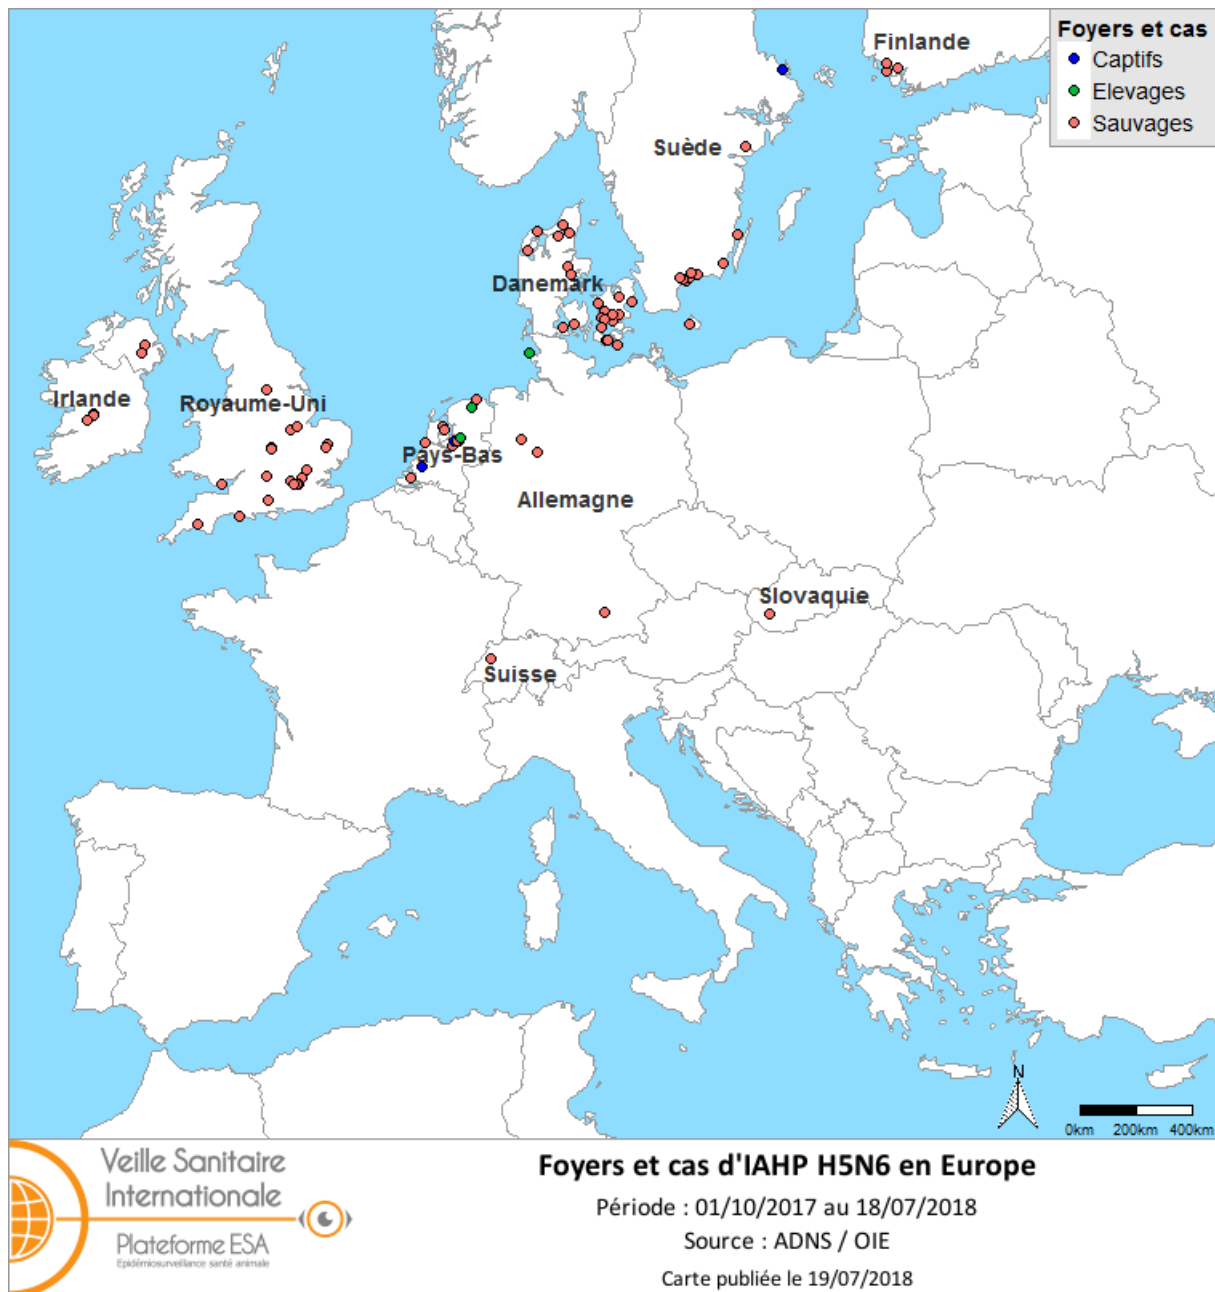 Foyers et cas
Captifs
Elevages
Sauvages
Finlande
Suède
Danemark
Irlande
Royaume-Uni
Pays-Bas
Allemagne
Slovaquie
Suisse
N
0km 200km 400km
Veille Sanitaire
Internationale
Plateforme ESA
Epidémiosurveillance santé animale
Foyers et cas d'IAHP H5N6 en Europe
Période : 01/10/2017 au 18/07/2018
Source : ADNS / OIE
Carte publiée le 19/07/2018